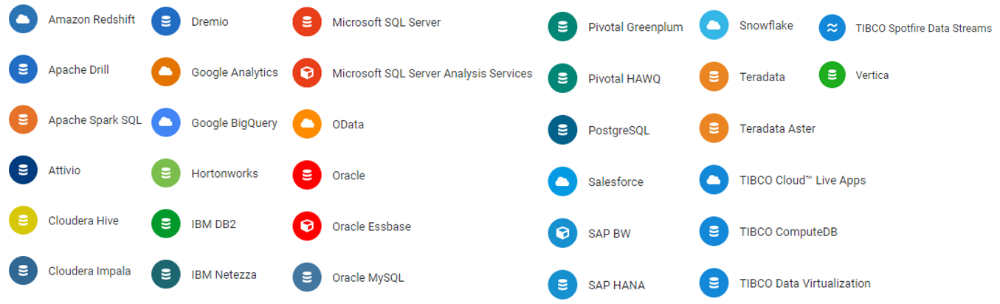 Amazon Redshift
Apache Drill
Apache Spark SQL
Attivio
Cloudera Hive
Cloudera Impala
Dremio
Google Analytics
Google BigQuery
Hortonworks
IBM DB2
IBM Netezza
Microsoft SQL Server
Microsoft SQL Server Analysis Services
OData
Oracle
Oracle Essbase
Oracle MySQL
Pivotal Greenplum
Pivotal HAWQ
PostgreSQL
Salesforce
SAP BW
SAP HANA
Snowflake
Teradata
Teradata Aster
TIBCO Cloud™ Live Apps
TIBCO ComputeDB
TIBCO Data Virtualization
TIBCO Spotfire Data Streams
Vertica